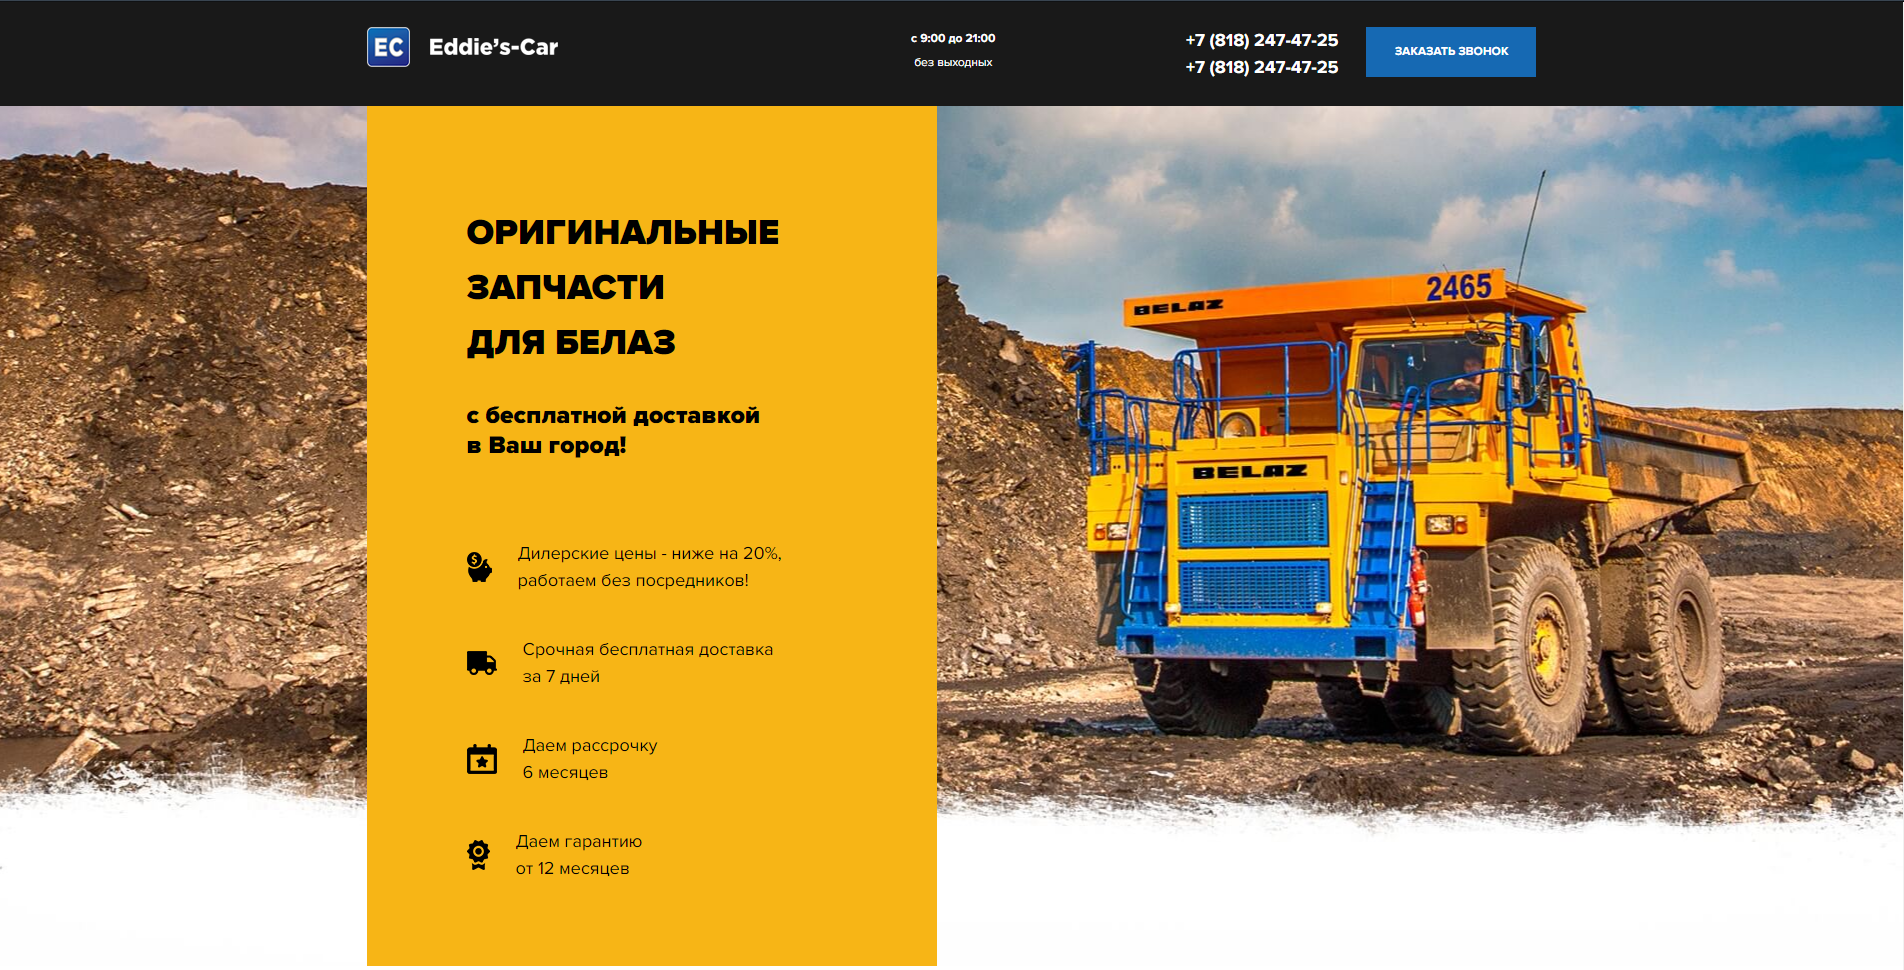 EC
Eddie's-Car
с 9:00 до 21:00
без выходных
+7 (818) 247-47-25
+7 (818) 247-47-25
ЗАКАЗАТЬ ЗВОНОК
ОРИГИНАЛЬНЫЕ
ЗАПЧАСТИ
ДЛЯ БЕЛАЗ
с бесплатной доставкой
в Ваш город!
Дилерские цены - ниже на 20%,
работаем без посредников!
Срочная бесплатная доставка
за 7 дней
Даем рассрочку
6 месяцев
Даем гарантию
от 12 месяцев
BELAZ
2465
2465
BELAZ